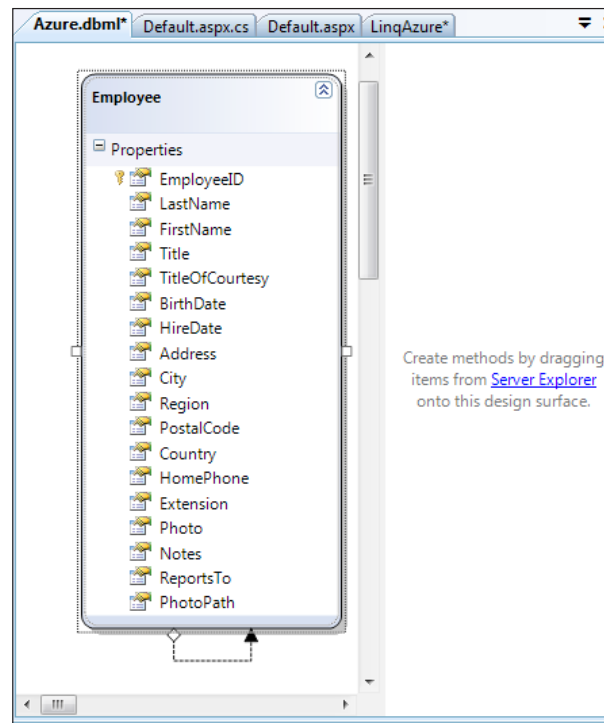 Azure.dbml* Default.aspx.cs Default.aspx LinqAzure*
Employee
Properties
EmployeeID
LastName
FirstName
Title
TitleOfCourtesy
BirthDate
HireDate
Address
City
Region
PostalCode
Country
HomePhone
Extension
Photo
Notes
ReportsTo
PhotoPath
Create methods by dragging
items from Server Explorer
onto this design surface.